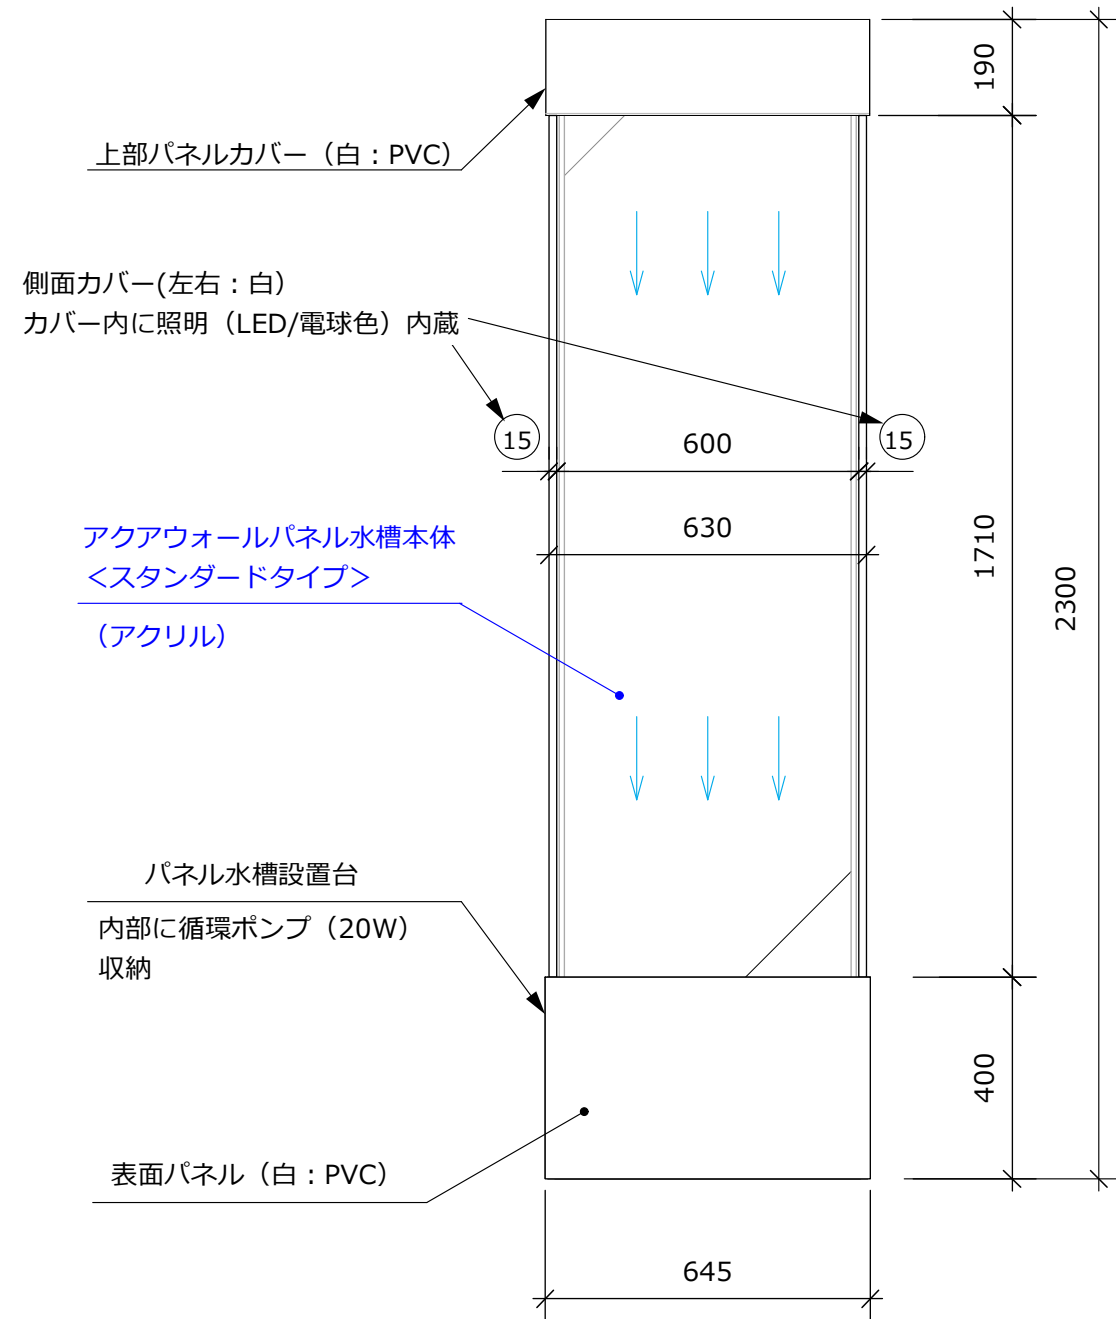 190
上部パネルカバー（白：PVC）
側面カバー(左右：白）
カバー内に照明（LED/電球色）内蔵
15
600
15
630
1710
2300
アクアウォールパネル水槽本体
＜スタンダードタイプ＞
（アクリル）
パネル水槽設置台
内部に循環ポンプ（20W）
収納
400
表面パネル（白：PVC）
645